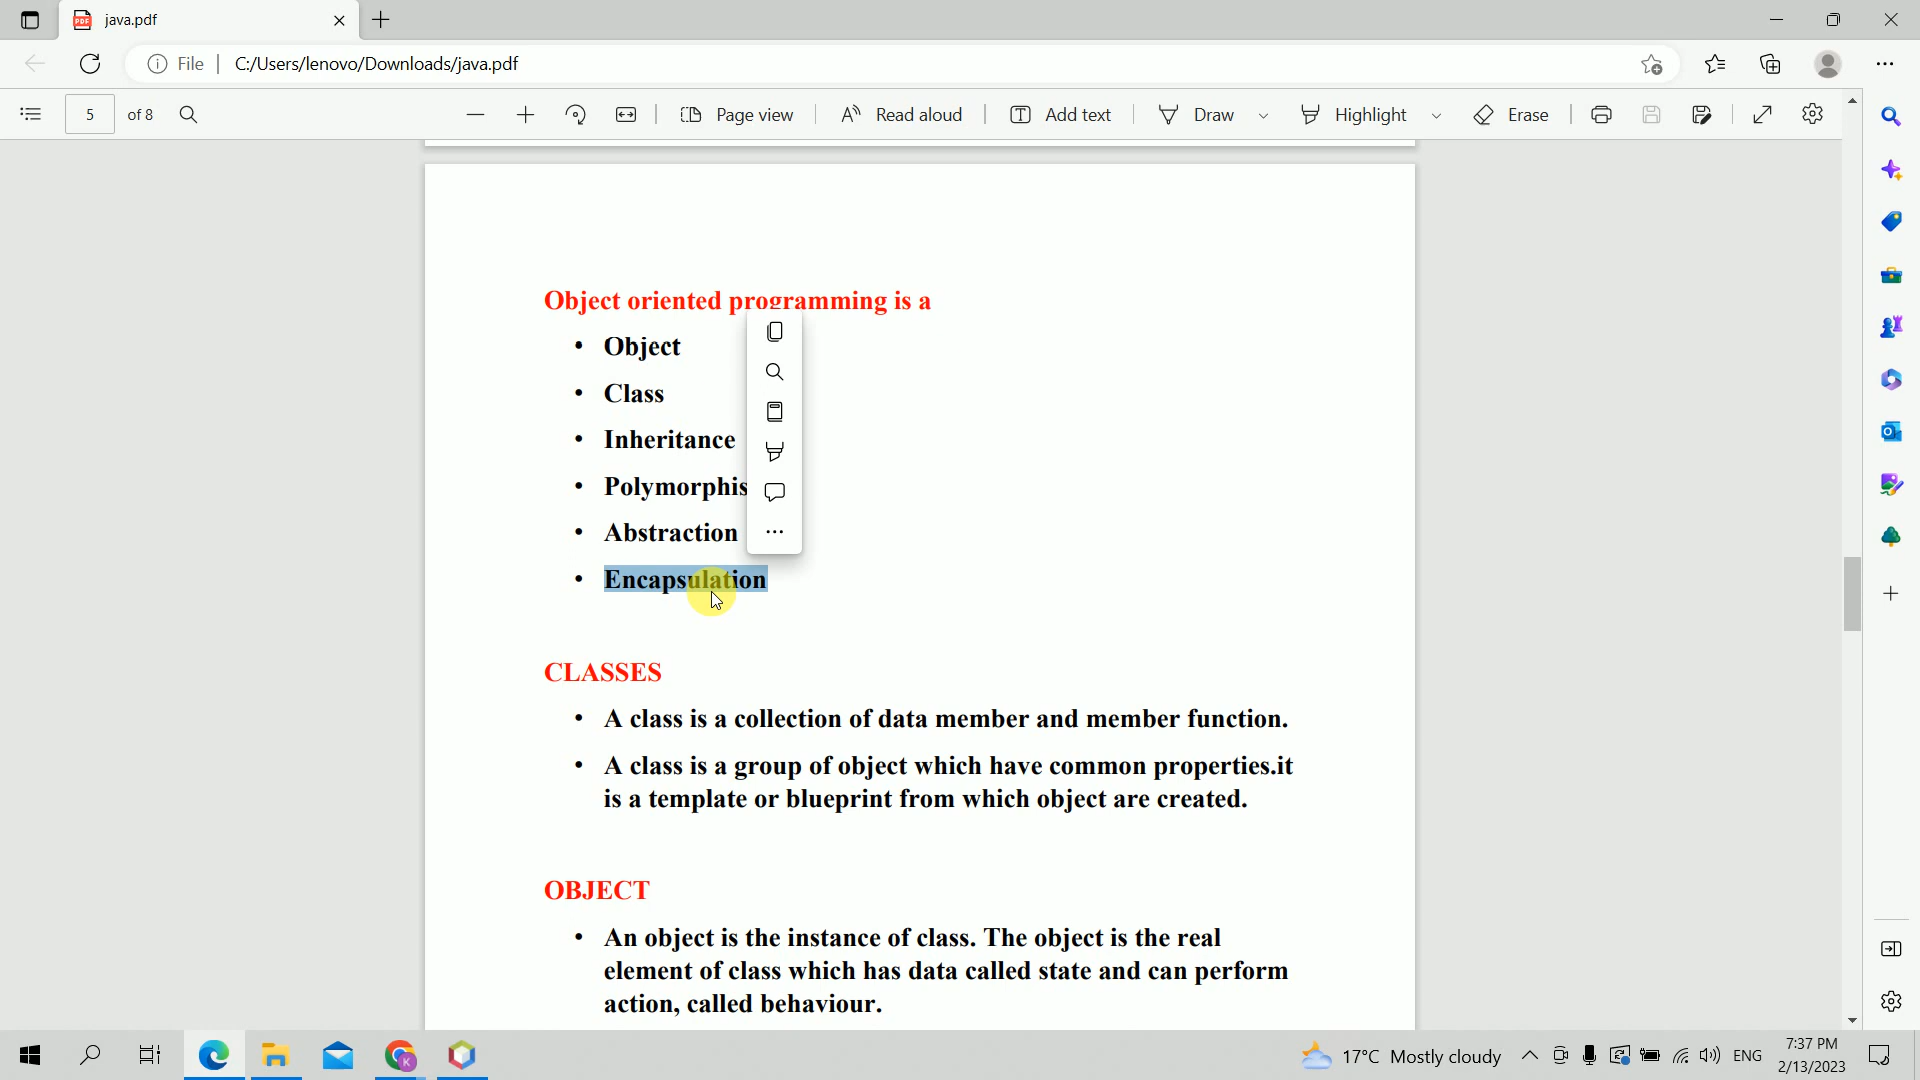 java.pdf
File
C:/Users/lenovo/Downloads/java.pdf
5 of 8
Page view
Read aloud
Add text
Draw
Highlight
Erase
Object oriented programming is a
• Object
• Class
• Inheritance
• Polymorphis
• Abstraction
• Encapsulation
CLASSES
• A class is a collection of data member and member function.
• A class is a group of object which have common properties.it
is a template or blueprint from which object are created.
OBJECT
• An object is the instance of class. The object is the real
element of class which has data called state and can perform
action, called behaviour.
17°C Mostly cloudy
ENG
7:37 PM
2/13/2023